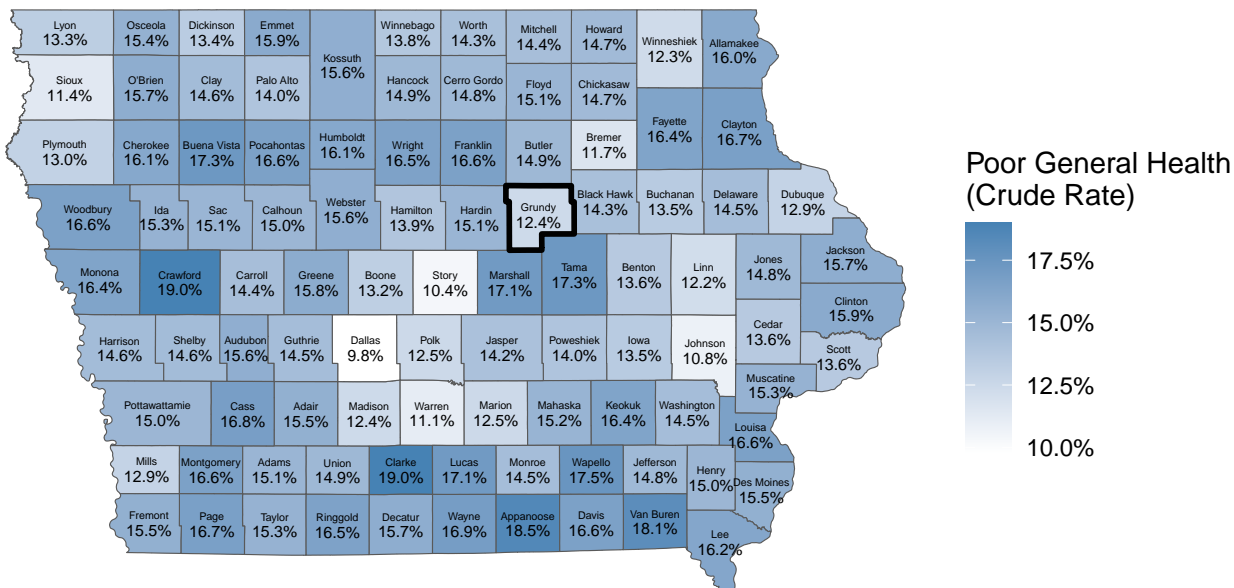 Lyon
13.3%
Osceola
15.4%
Dickinson
13.4%
Emmet
15.9%
Kossuth
15.6%
Winnebago
13.8%
Worth
14.3%
Mitchell
14.4%
Howard
14.7%
Winneshiek
12.3%
Allamakee
16.0%
Sioux
11.4%
O'Brien
15.7%
Clay
14.6%
Palo Alto
14.0%
Hancock
14.9%
Cerro Gordo
14.8%
Floyd
15.1%
Chickasaw
14.7%
Fayette
16.4%
Clayton
16.7%
Plymouth
13.0%
Cherokee
16.1%
Buena Vista
17.3%
Pocahontas
16.6%
Humboldt
16.1%
Wright
16.5%
Franklin
16.6%
Butler
14.9%
Bremer
11.7%
Woodbury
16.6%
Ida
15.3%
Sac
15.1%
Calhoun
15.0%
Webster
15.6%
Hamilton
13.9%
Hardin
15.1%
Grundy
12.4%
Black Hawk
14.3%
Buchanan
13.5%
Delaware
14.5%
Dubuque
12.9%
Monona
16.4%
Crawford
19.0%
Carroll
14.4%
Greene
15.8%
Boone
13.2%
Story
10.4%
Marshall
17.1%
Tama
17.3%
Benton
13.6%
Linn
12.2%
Jones
14.8%
Jackson
15.7%
Clinton
15.9%
Harrison
14.6%
Shelby
14.6%
Audubon
15.6%
Guthrie
14.5%
Dallas
9.8%
Polk
12.5%
Jasper
14.2%
Poweshiek
14.0%
Iowa
13.5%
Johnson
10.8%
Cedar
13.6%
Scott
13.6%
Muscatine
15.3%
Pottawattamie
15.0%
Cass
16.8%
Adair
15.5%
Madison
12.4%
Warren
11.1%
Marion
12.5%
Mahaska
15.2%
Keokuk
16.4%
Washington
14.5%
Louisa
16.6%
Mills
12.9%
Montgomery
16.6%
Adams
15.1%
Union
14.9%
Clarke
19.0%
Lucas
17.1%
Monroe
14.5%
Wapello
17.5%
Jefferson
14.8%
Henry
15.0%
Des Moines
15.5%
Fremont
15.5%
Page
16.7%
Taylor
15.3%
Ringgold
16.5%
Decatur
15.7%
Wayne
16.9%
Appanoose
18.5%
Davis
16.6%
Van Buren
18.1%
Lee
16.2%
Poor General Health
(Crude Rate)
17.5%
15.0%
12.5%
10.0%